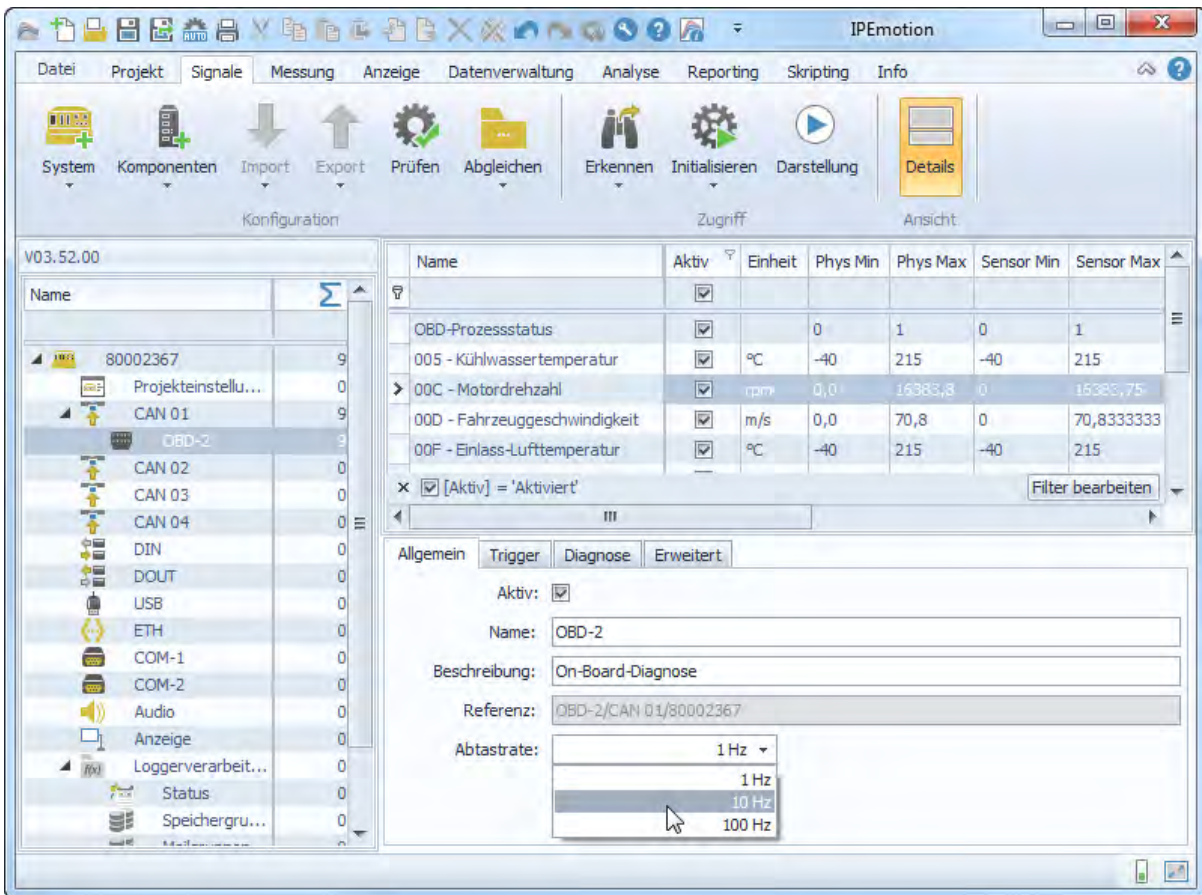 AUTO
IPEmotion
Datei Projekt Signale Messung Anzeige Datenverwaltung Analyse Reporting Skripting Info
System Komponenten Import Export Prüfen Abgleichen Erkennen Initialisieren Darstellung Details
Konfiguration Zugriff Ansicht
V03.52.00
Name Σ
80002367 9
Projekteinstellu... 0
CAN 01 9
OBD-2 9
CAN 02 0
CAN 03 0
CAN 04 0
DIN 0
DOUT 0
USB 0
ETH 0
COM-1 0
COM-2 0
Audio 0
Anzeige 0
f(x) Loggerverarbeit... 0
Status 0
Speichergru... 0
Name Aktiv Einheit Phys Min Phys Max Sensor Min Sensor Max
OBD-Prozessstatus 0 1 0 1
005 - Kühlwassertemperatur °C -40 215 -40 215
00C - Motordrehzahl rpm 0,0 16383,8 0 16383,75
00D - Fahrzeuggeschwindigkeit m/s 0,0 70,8 0 70,8333333
00F - Einlass-Lufttemperatur °C -40 215 -40 215
[Aktiv] = 'Aktiviert' Filter bearbeiten
Allgemein Trigger Diagnose Erweitert
Aktiv:
Name: OBD-2
Beschreibung: On-Board-Diagnose
Referenz: OBD-2/CAN 01/80002367
Abtastrate: 1 Hz
1 Hz
10 Hz
100 Hz